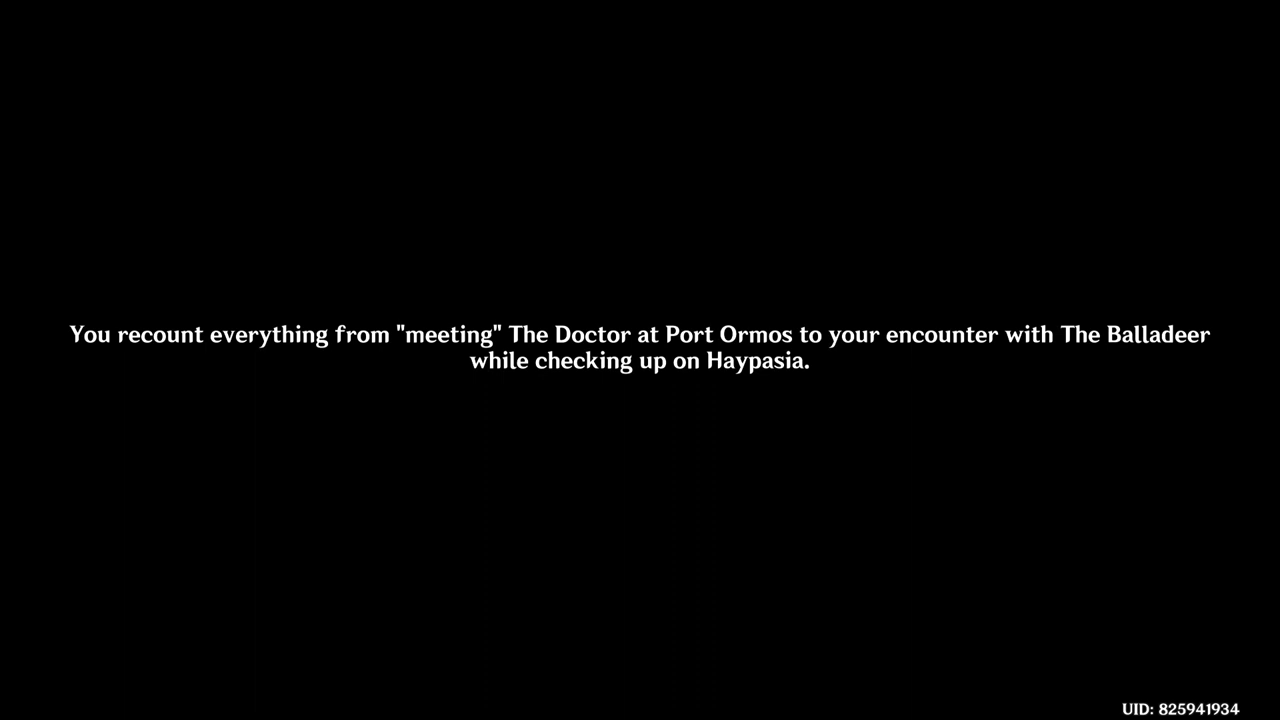 You recount everything from "meeting" The Doctor at Port Ormos to your encounter with The Balladeer
while checking up on Haypasia.
UID: 825941934